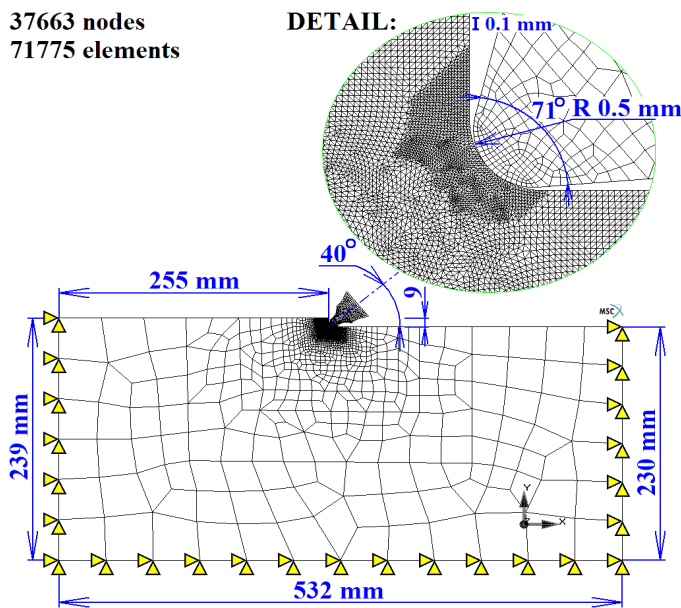 37663 nodes
71775 elements
DETAIL:
0.1 mm
71°
R 0.5 mm
40°
255 mm
9
MSC
239 mm
230 mm
Y
Z
X
532 mm